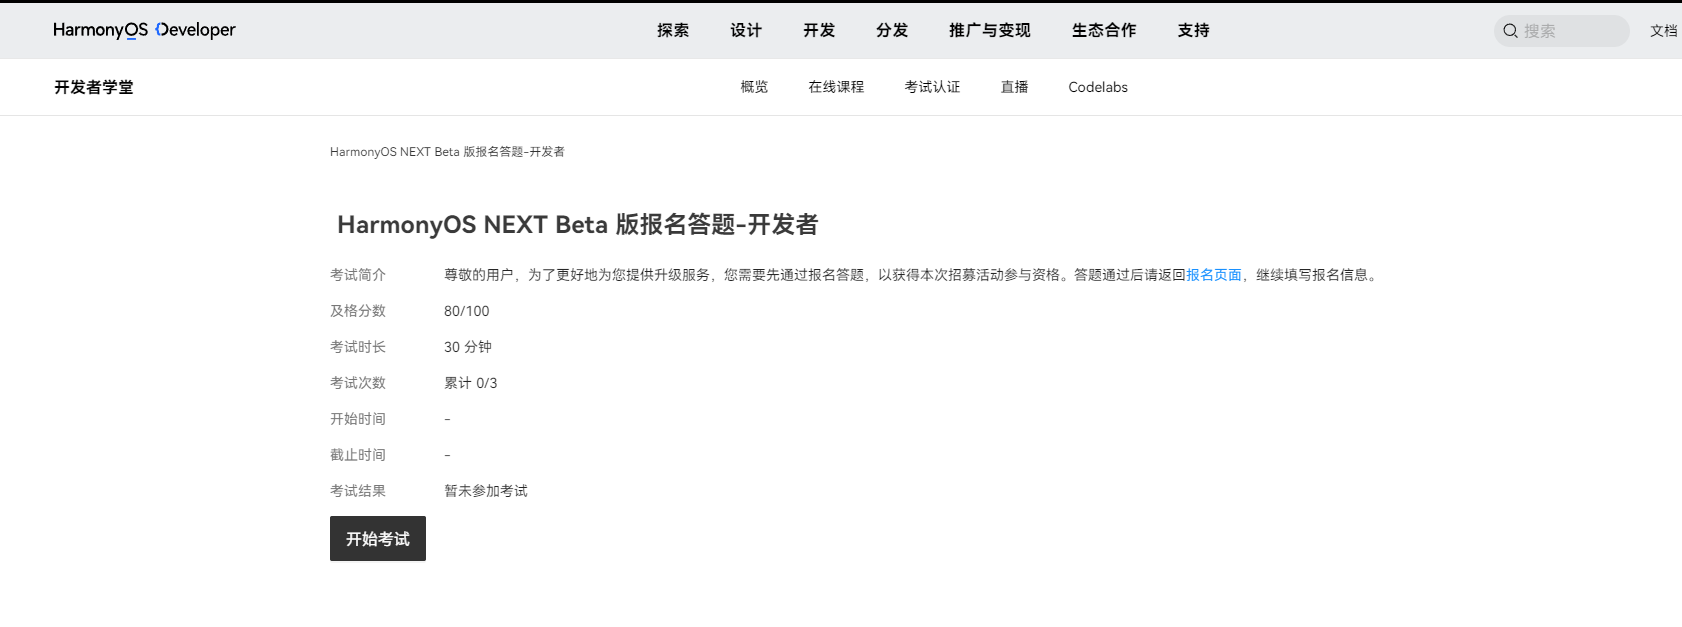 HarmonyOS Developer 探索 设计 开发 分发 推广与变现 生态合作 支持 搜索 文档
开发者学堂 概览 在线课程 考试认证 直播 Codelabs
HarmonyOS NEXT Beta 版报名答题-开发者
HarmonyOS NEXT Beta 版报名答题-开发者
考试简介 尊敬的用户，为了更好地为您提供升级服务，您需要先通过报名答题，以获得本次招募活动参与资格。答题通过后请返回报名页面，继续填写报名信息。
及格分数 80/100
考试时长 30 分钟
考试次数 累计 0/3
开始时间 -
截止时间 -
考试结果 暂未参加考试
开始考试